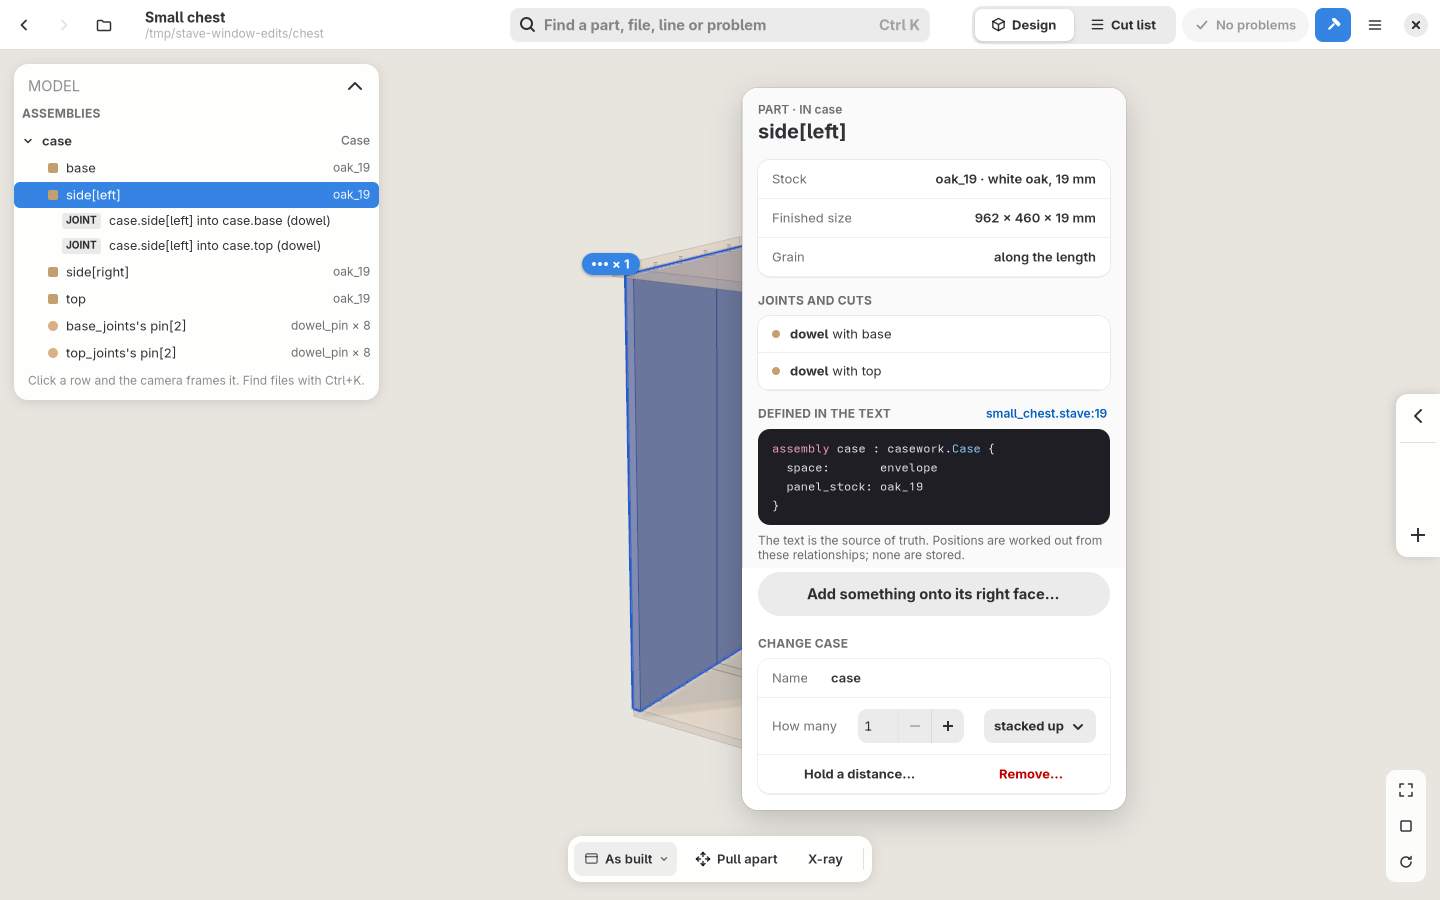 Small chest
/tmp/stave-window-edits/chest
Find a part, file, line or problem
Ctrl K
Design
Cut list
No problems
MODEL
ASSEMBLIES
case
Case
base
oak_19
side[left]
oak_19
JOINT
case.side[left] into case.base (dowel)
JOINT
case.side[left] into case.top (dowel)
side[right]
oak_19
top
oak_19
base_joints's pin[2]
dowel_pin × 8
top_joints's pin[2]
dowel_pin × 8
Click a row and the camera frames it. Find files with Ctrl+K.
••• × 1
PART · IN case
side[left]
Stock
oak_19 · white oak, 19 mm
Finished size
962 × 460 × 19 mm
Grain
along the length
JOINTS AND CUTS
dowel with base
dowel with top
DEFINED IN THE TEXT
small_chest.stave:19
assembly case : casework.Case {
space: envelope
panel_stock: oak_19
}
The text is the source of truth. Positions are worked out from
these relationships; none are stored.
Add something onto its right face…
CHANGE CASE
Name
case
How many
1
stacked up
Hold a distance…
Remove…
As built
Pull apart
X-ray